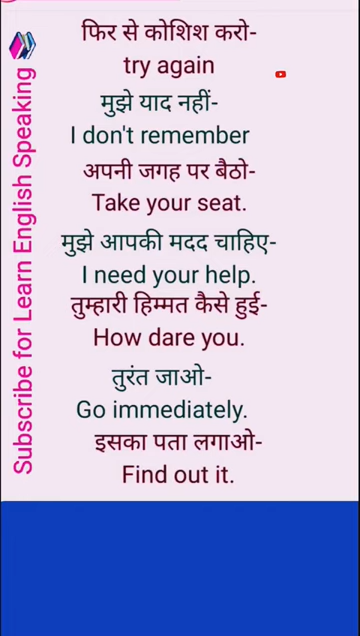 फिर से कोशिश करो-
try again
मुझे याद नहीं-
I don't remember
अपनी जगह पर बैठो-
Take your seat.
मुझे आपकी मदद चाहिए-
I need your help.
तुम्हारी हिम्मत कैसे हुई-
How dare you.
तुरंत जाओ-
Go immediately.
इसका पता लगाओ-
Find out it.
Subscribe for Learn English Speaking